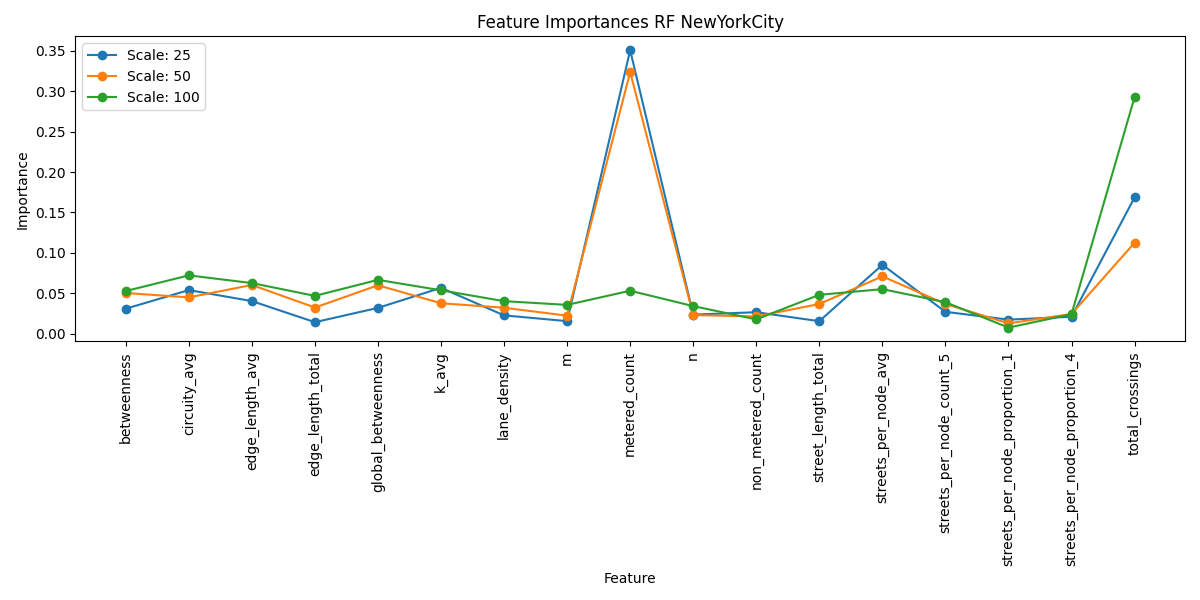 Feature Importances RF NewYorkCity
Scale: 25
Scale: 50
Scale: 100
Importance
0.35
0.30
0.25
0.20
0.15
0.10
0.05
0.00
betweenness
circuity_avg
edge_length_avg
edge_length_total
global_betweenness
k_avg
lane_density
m
metered_count
n
non_metered_count
street_length_total
streets_per_node_avg
streets_per_node_count_5
streets_per_node_proportion_1
streets_per_node_proportion_4
total_crossings
Feature